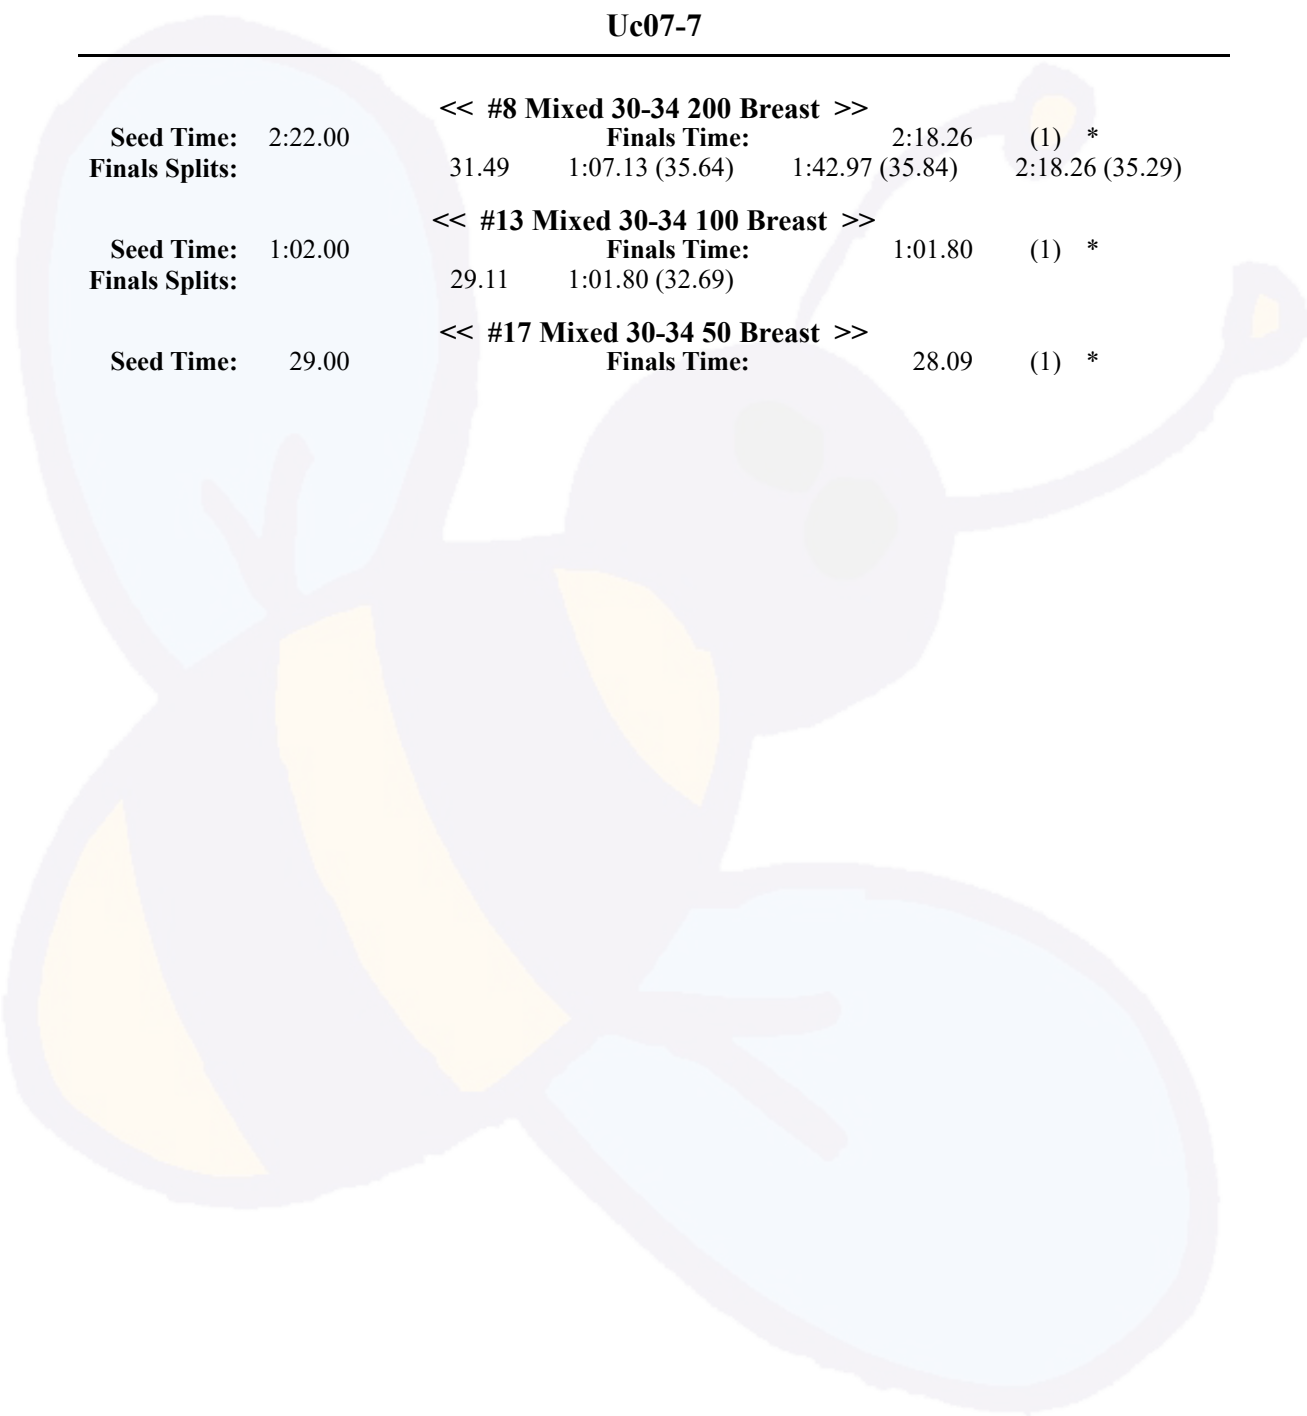 Uc07-7
<< #8 Mixed 30-34 200 Breast >>
Seed Time: 2:22.00 Finals Time: 2:18.26 (1) *
Finals Splits: 31.49 1:07.13 (35.64) 1:42.97 (35.84) 2:18.26 (35.29)
<< #13 Mixed 30-34 100 Breast >>
Seed Time: 1:02.00 Finals Time: 1:01.80 (1) *
Finals Splits: 29.11 1:01.80 (32.69)
<< #17 Mixed 30-34 50 Breast >>
Seed Time: 29.00 Finals Time: 28.09 (1) *